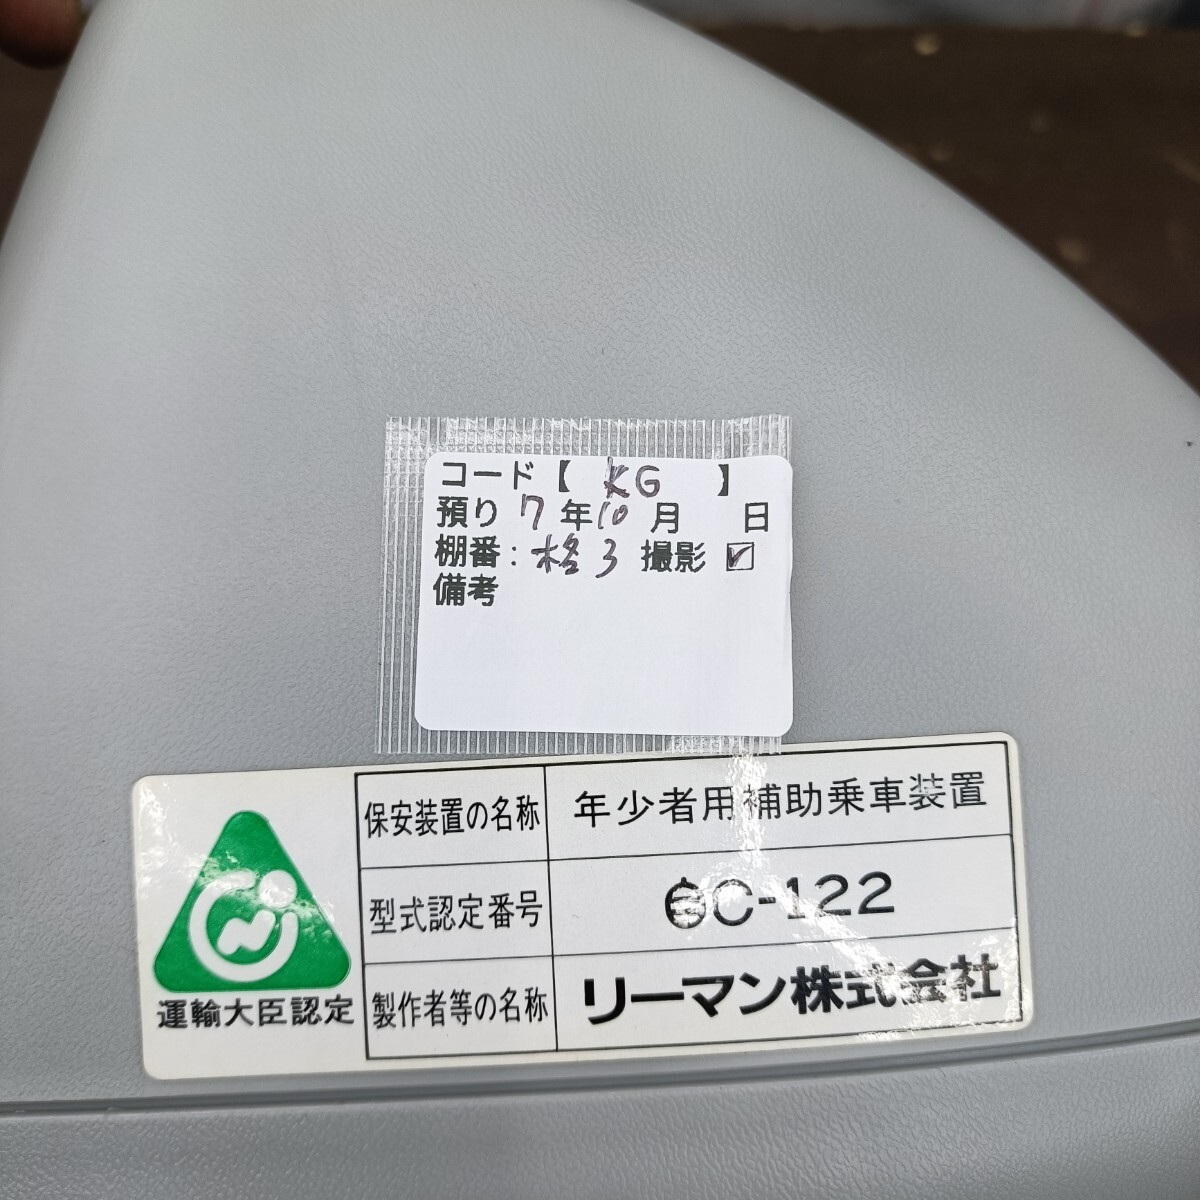 コード【 KG 】
預り 7 年 10 月 日
棚番: 格3 撮影 ☑
備考
保安装置の名称 年少者用補助乗車装置
型式認定番号 C-122
製作者等の名称 リーマン株式会社
運輸大臣認定